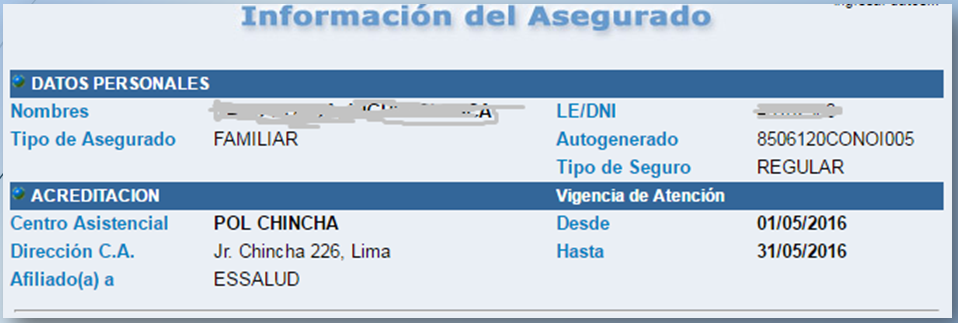 Información del Asegurado
DATOS PERSONALES
Nombres LE/DNI
Tipo de Asegurado FAMILIAR Autogenerado 8506120CONOI005
Tipo de Seguro REGULAR
ACREDITACION Vigencia de Atención
Centro Asistencial POL CHINCHA Desde 01/05/2016
Dirección C.A. Jr. Chincha 226, Lima Hasta 31/05/2016
Afiliado(a) a ESSALUD